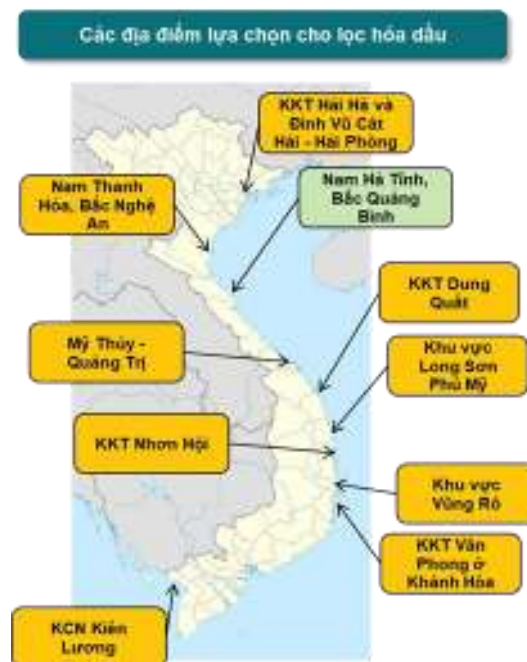 Các địa điểm lựa chọn cho lọc hóa dầu
KKT Hải Hà và
Đình Vũ Cát
Hải - Hải Phòng
Nam Thanh
Hóa, Bắc Nghệ
An
Nam Hà Tĩnh,
Bắc Quảng
Bình
KKT Dung
Quất
Mỹ Thủy -
Quảng Trị
Khu vực
Long Sơn
Phù Mỹ
KKT Nhơn Hội
Khu vực
Vũng Rô
KKT Vân
Phong ở
Khánh Hòa
KCN Kiên
Lương